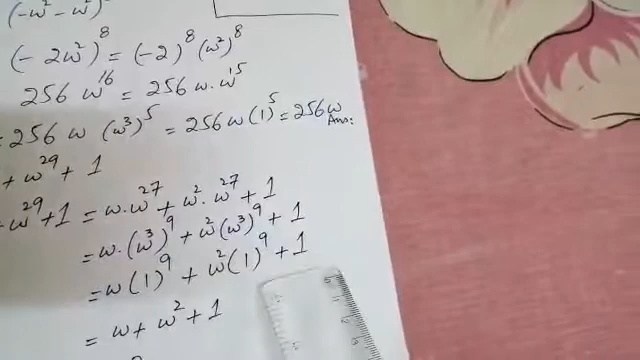 (-ω² - ω²)
(-2ω²)⁸ = (-2)⁸ (ω²)⁸
256 ω¹⁶ = 256 ω·ω¹⁵
= 256 ω (ω³)⁵ = 256 ω (1)⁵ = 256 ω Ans:
+ ω²⁹ + 1
ω²⁹ + 1 = ω·ω²⁷ + ω²·ω²⁷ + 1
= ω·(ω³)⁹ + ω²(ω³)⁹ + 1
= ω(1)⁹ + ω²(1)⁹ + 1
= ω + ω² + 1